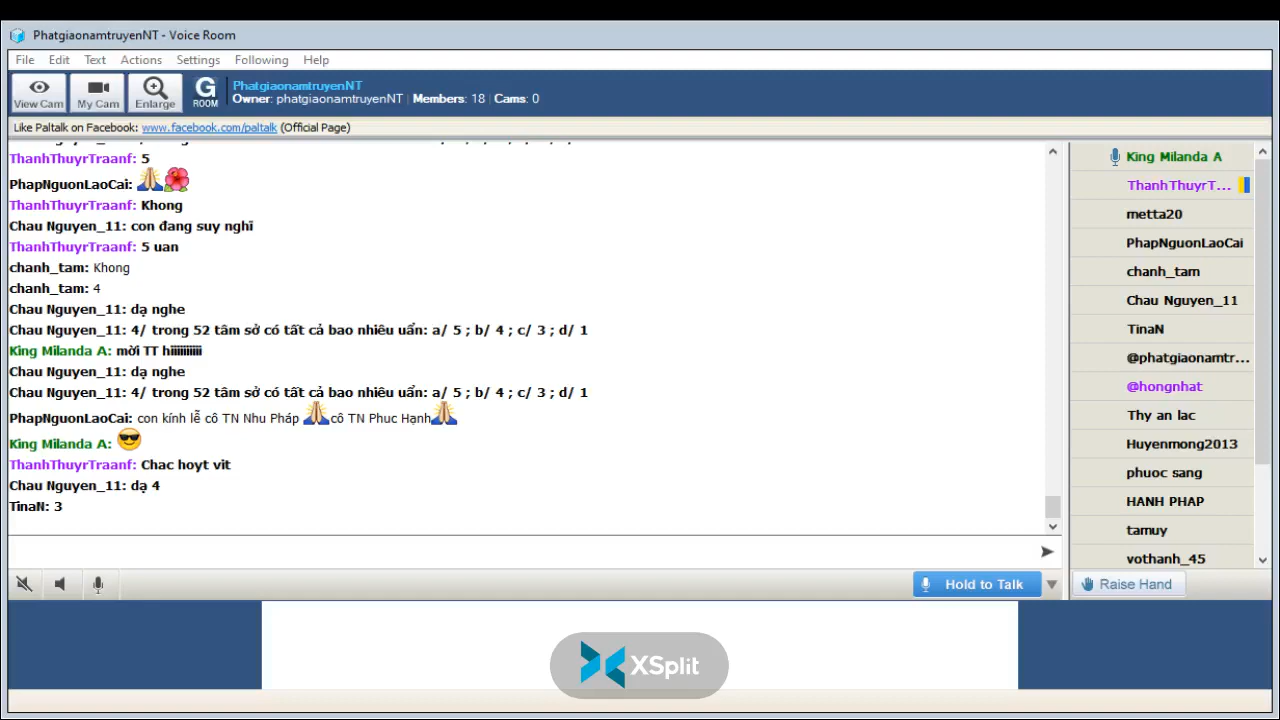 PhatgiaonamtruyenNT - Voice Room
File Edit Text Actions Settings Following Help
View Cam My Cam Enlarge G ROOM
PhatgiaonamtruyenNT
Owner: phatgiaonamtruyenNT | Members: 18 | Cams: 0
Like Paltalk on Facebook: www.facebook.com/paltalk (Official Page)
ThanhThuyrTraanf: 5
PhapNguonLaoCai:
ThanhThuyrTraanf: Khong
Chau Nguyen_11: con đang suy nghĩ
ThanhThuyrTraanf: 5 uan
chanh_tam: Khong
chanh_tam: 4
Chau Nguyen_11: dạ nghe
Chau Nguyen_11: 4/ trong 52 tâm sở có tất cả bao nhiêu uẩn: a/ 5 ; b/ 4 ; c/ 3 ; d/ 1
King Milanda A: mời TT hiiiiiiiiii
Chau Nguyen_11: dạ nghe
Chau Nguyen_11: 4/ trong 52 tâm sở có tất cả bao nhiêu uẩn: a/ 5 ; b/ 4 ; c/ 3 ; d/ 1
PhapNguonLaoCai: con kính lễ cô TN Nhu Pháp cô TN Phuc Hạnh
King Milanda A:
ThanhThuyrTraanf: Chac hoyt vit
Chau Nguyen_11: dạ 4
TinaN: 3
King Milanda A
ThanhThuyrT...
metta20
PhapNguonLaoCai
chanh_tam
Chau Nguyen_11
TinaN
@phatgiaonamtr...
@hongnhat
Thy an lac
Huyenmong2013
phuoc sang
HANH PHAP
tamuy
vothanh_45
Hold to Talk
Raise Hand
XSplit